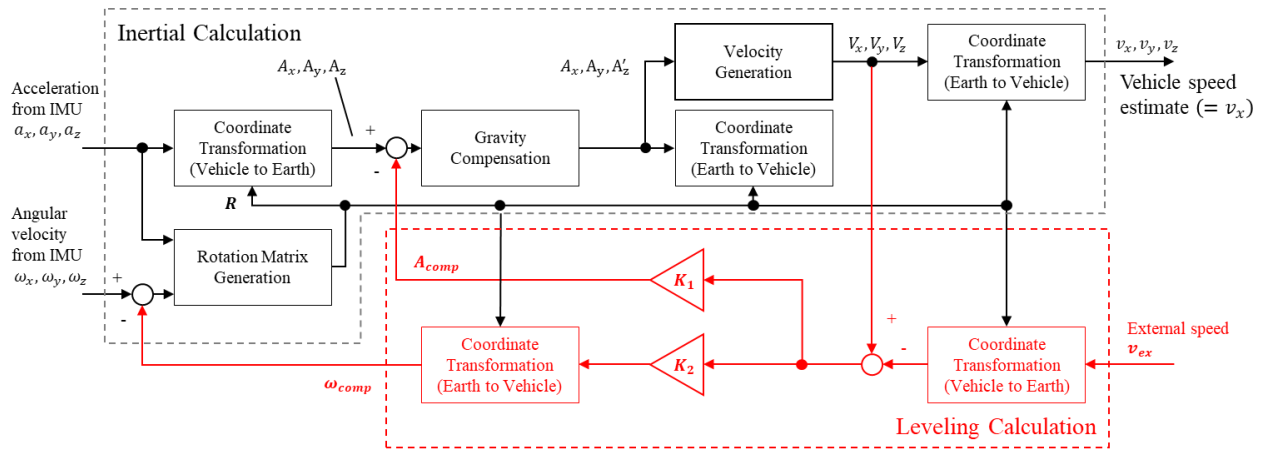 Inertial Calculation
Acceleration
from IMU
a_x, a_y, a_z
A_x, A_y, A_z
+
-
Coordinate
Transformation
(Vehicle to Earth)
R
Gravity
Compensation
A_x, A_y, A'_z
Velocity
Generation
V_x, V_y, V_z
Coordinate
Transformation
(Earth to Vehicle)
Coordinate
Transformation
(Earth to Vehicle)
v_x, v_y, v_z
Vehicle speed
estimate (= v_x)
Angular
velocity
from IMU
ω_x, ω_y, ω_z
+
-
Rotation Matrix
Generation
A_comp
K_1
ω_comp
Coordinate
Transformation
(Earth to Vehicle)
K_2
+
-
Coordinate
Transformation
(Vehicle to Earth)
External speed
v_ex
Leveling Calculation